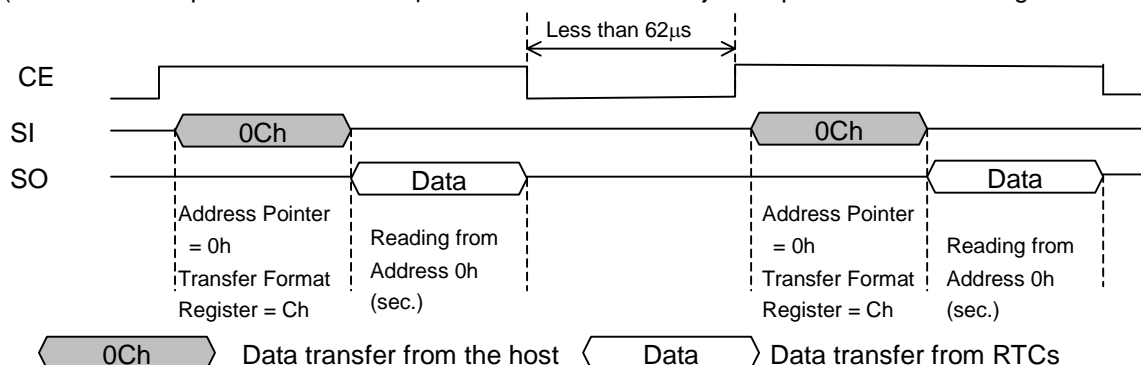 Less than 62μs
CE
SI
0Ch
0Ch
SO
Data
Data
Address Pointer
= 0h
Transfer Format
Register = Ch
Reading from
Address 0h
(sec.)
Address Pointer
= 0h
Transfer Format
Register = Ch
Reading from
Address 0h
(sec.)
0Ch Data transfer from the host Data Data transfer from RTCs